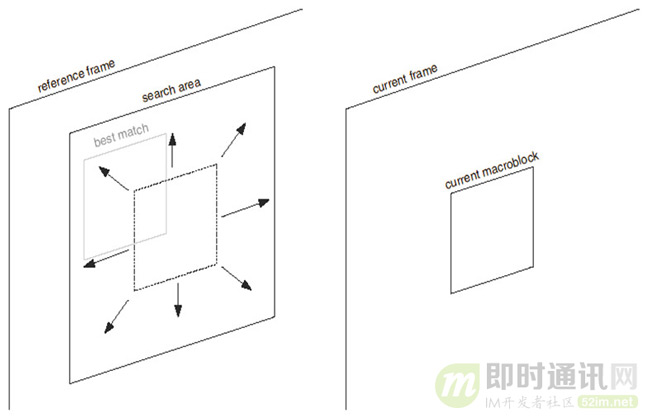 reference frame
search area
best match
current frame
current macroblock
即时通讯网
IM开发者社区 52im.net